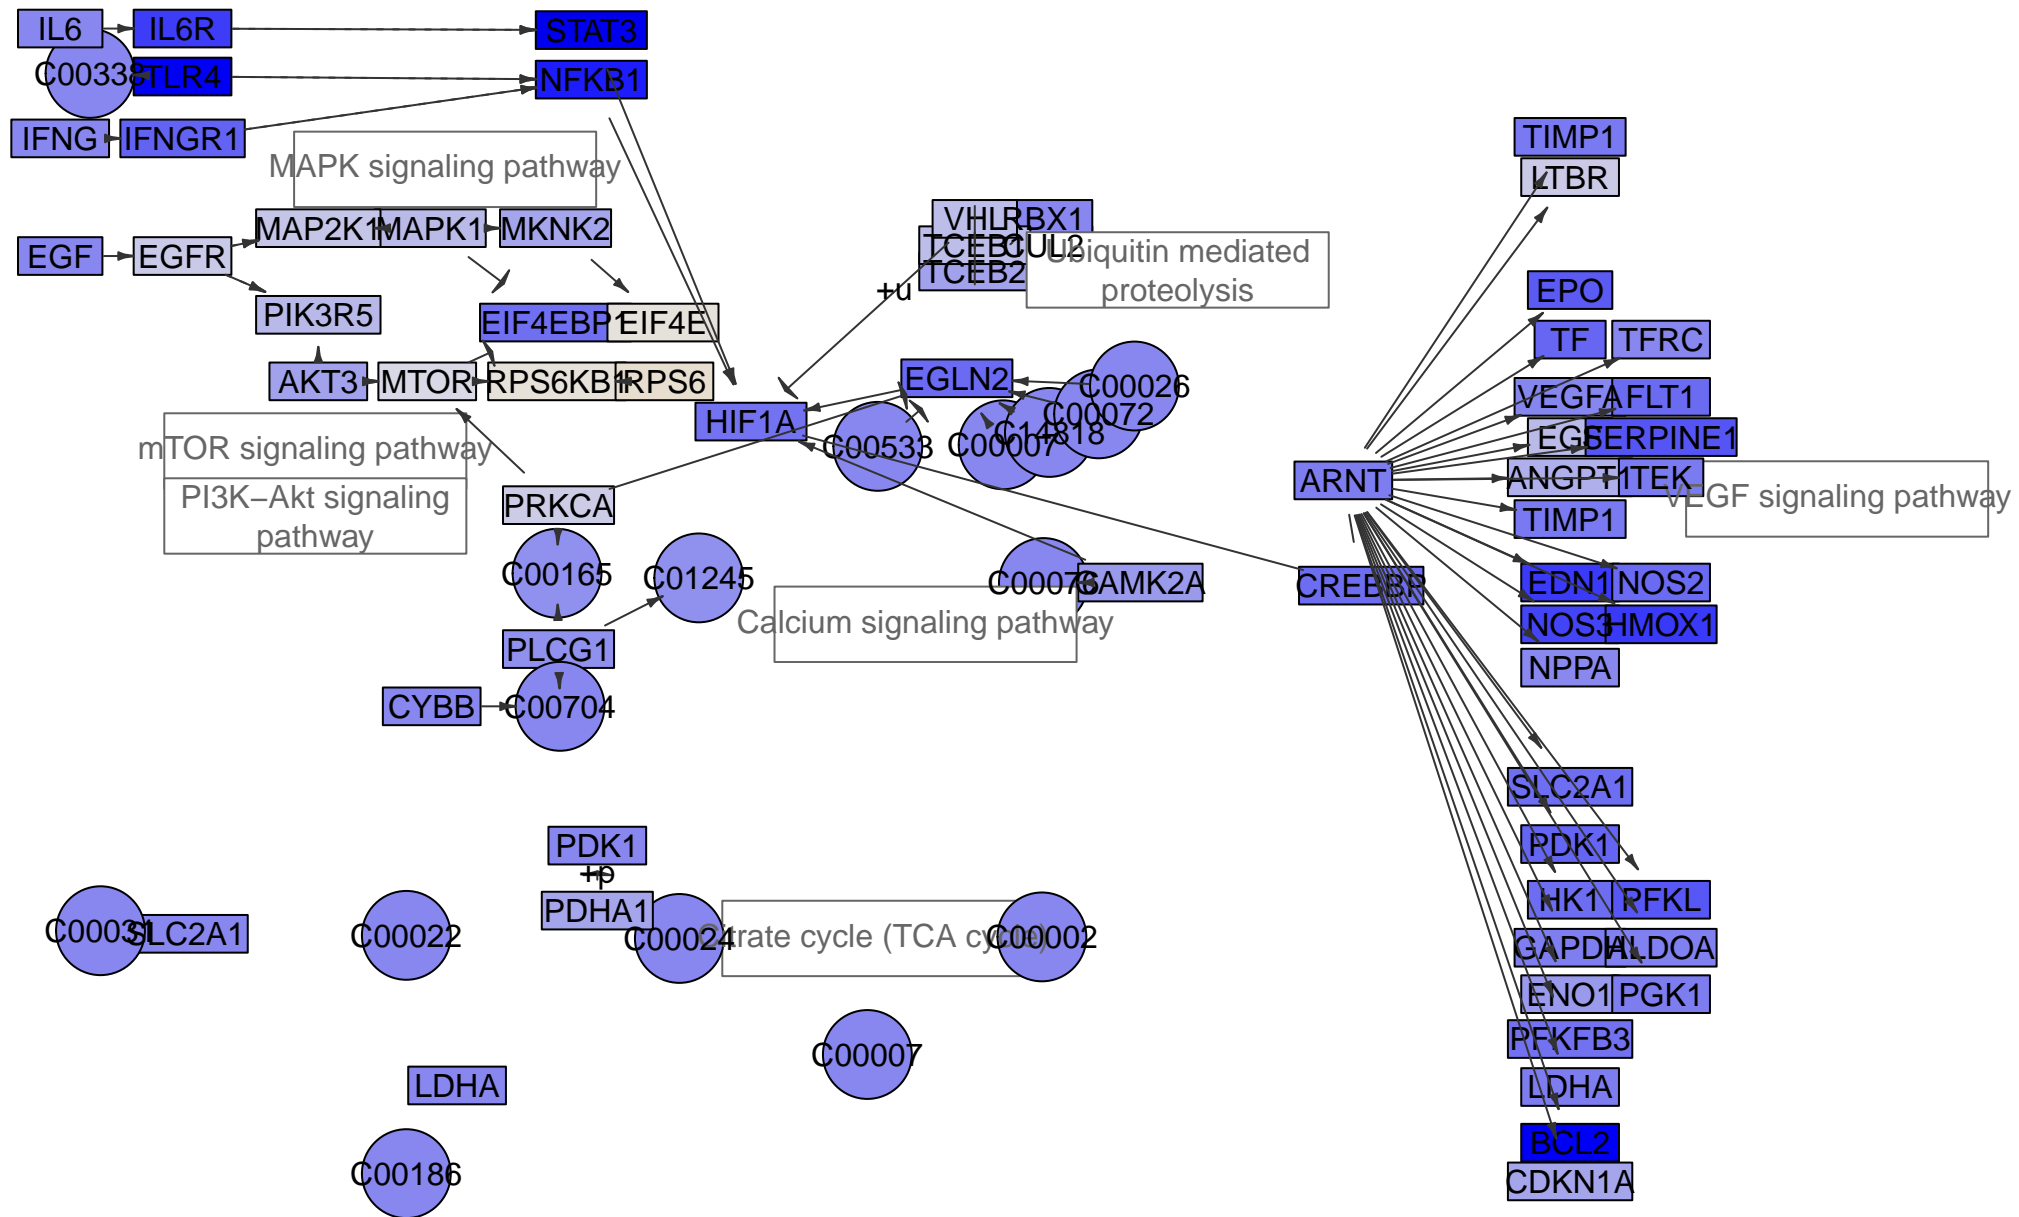 IL6
IL6R
STAT3
C00338
TLR4
NFKB1
IFNG
IFNGR1
TIMP1
MAPK signaling pathway
LTBR
MAP2K1
MAPK1
MKNK2
VHL
RBX1
EGF
EGFR
TCEB1
CUL2
Ubiquitin mediated
proteolysis
TCEB2
+u
EPO
PIK3R5
EIF4EBP1
EIF4E
TF
TFRC
AKT3
MTOR
RPS6KB1
RPS6
EGLN2
C00026
VEGFA
FLT1
HIF1A
C00072
C14818
C00007
C00533
EGF
SERPINE1
mTOR signaling pathway
PI3K−Akt signaling
pathway
ARNT
ANGPT1
TEK
VEGF signaling pathway
PRKCA
TIMP1
C00165
C01245
C00076
CAMK2A
CREBBP
EDN1
NOS2
Calcium signaling pathway
NOS3
HMOX1
PLCG1
NPPA
CYBB
C00704
SLC2A1
PDK1
PDK1
+p
PDHA1
HK1
PFKL
C00031
SLC2A1
C00022
C00024
Citrate cycle (TCA cycle)
C00002
GAPDH
ALDOA
ENO1
PGK1
C00007
PFKFB3
LDHA
LDHA
BCL2
C00186
CDKN1A